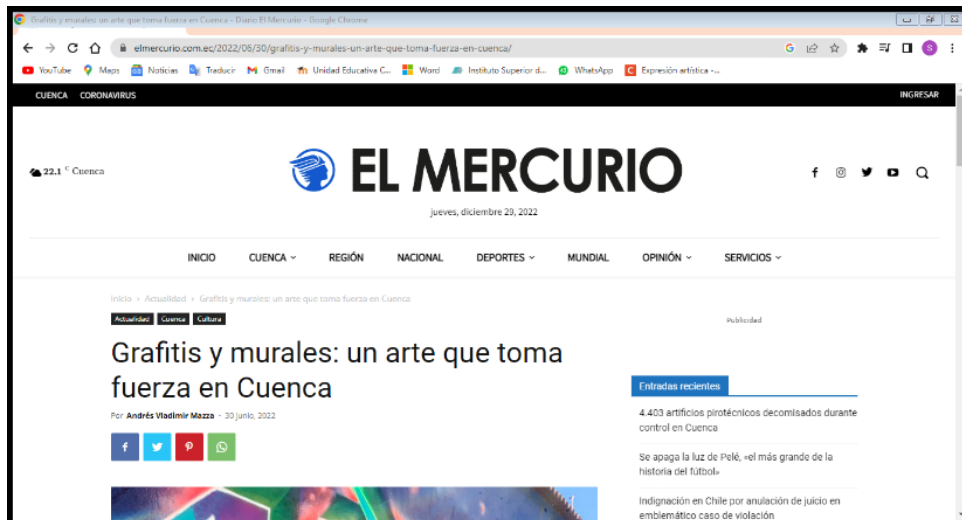 Grafitis y murales: un arte que toma fuerza en Cuenca - Diario El Mercurio - Google Chrome
elmercurio.com.ec/2022/06/30/grafitis-y-murales-un-arte-que-toma-fuerza-en-cuenca/
YouTube Maps Noticias Traducir Gmail Unidad Educativa C... Word Instituto Superior d... WhatsApp Expresión artística -...
CUENCA CORONAVIRUS INGRESAR
22.1 C Cuenca
EL MERCURIO
jueves, diciembre 29, 2022
INICIO CUENCA REGIÓN NACIONAL DEPORTES MUNDIAL OPINIÓN SERVICIOS
Inicio › Actualidad › Grafitis y murales: un arte que toma fuerza en Cuenca
Actualidad Cuenca Cultura
Grafitis y murales: un arte que toma
fuerza en Cuenca
Por Andrés Vladimir Mazza - 30 junio, 2022
Publicidad
Entradas recientes
4.403 artificios pirotécnicos decomisados durante
control en Cuenca
Se apaga la luz de Pelé, «el más grande de la
historia del fútbol»
Indignación en Chile por anulación de juicio en
emblemático caso de violación